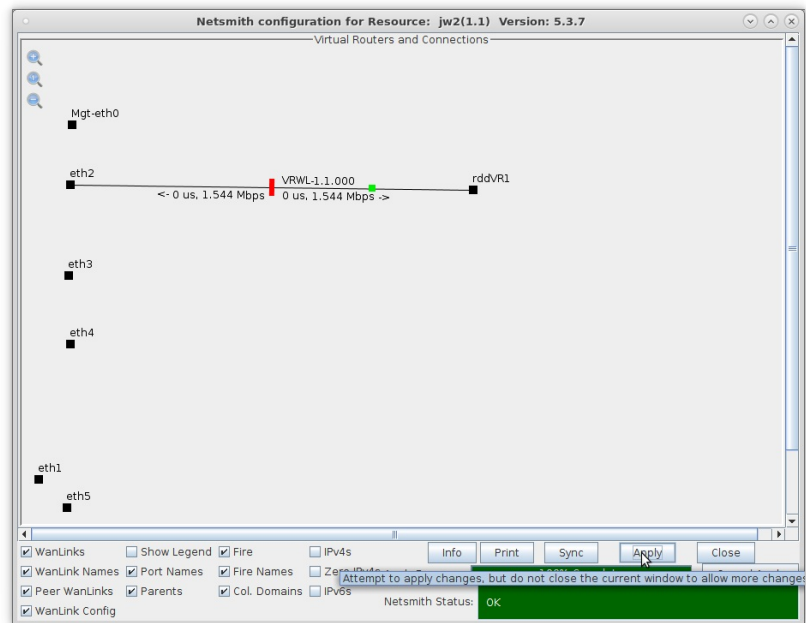 Netsmith configuration for Resource: jw2(1.1) Version: 5.3.7
Virtual Routers and Connections
Mgt-eth0
eth2
VRWL-1.1.000
rddVR1
<- 0 us, 1.544 Mbps
0 us, 1.544 Mbps ->
eth3
eth4
eth1
eth5
WanLinks
Show Legend
Fire
IPv4s
Info
Print
Sync
Apply
Close
WanLink Names
Port Names
Fire Names
Attempt to apply changes, but do not close the current window to allow more changes
Peer WanLinks
Parents
Col. Domains
IPv6s
Netsmith Status:
OK
WanLink Config